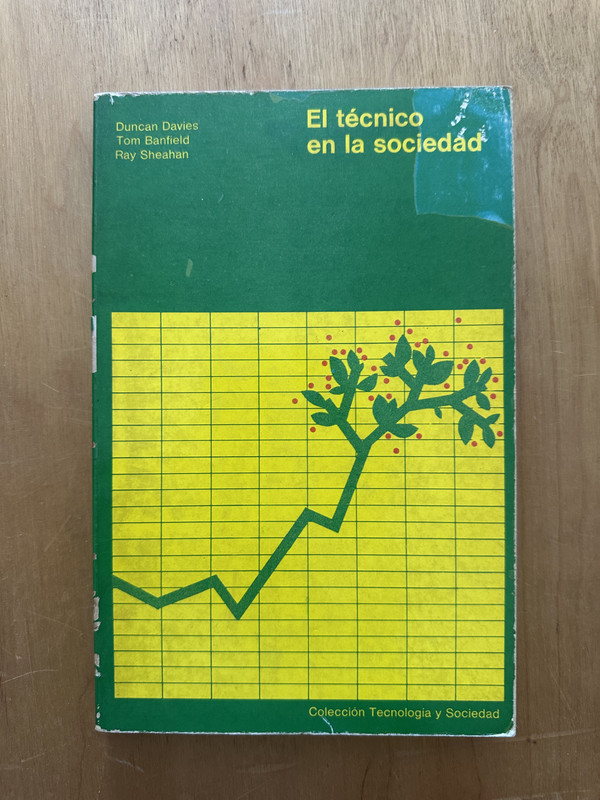 Duncan Davies
Tom Banfield
Ray Sheahan
El técnico
en la sociedad
Colección Tecnología y Sociedad